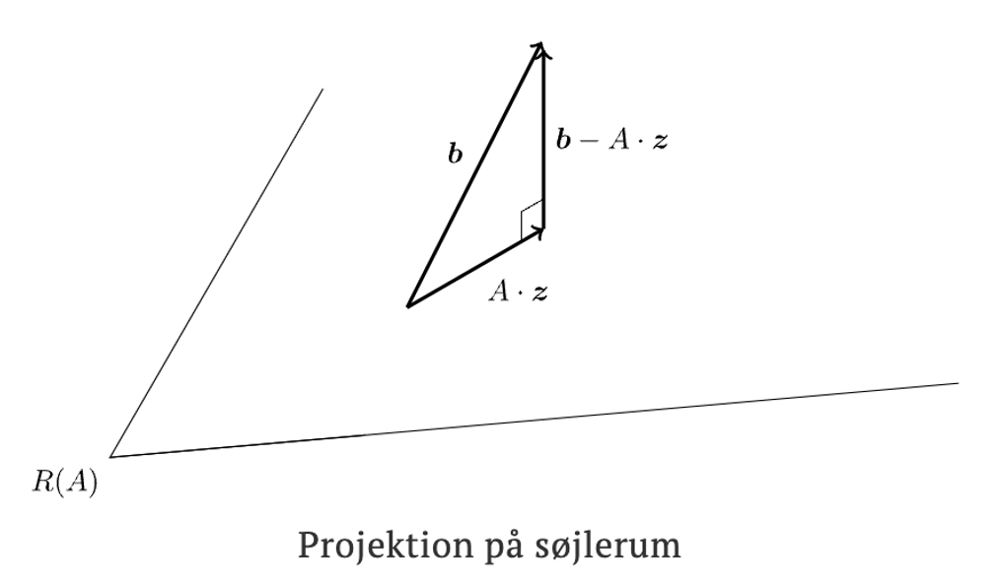 b
b − A · z
A · z
R(A)
Projektion på søjlerum